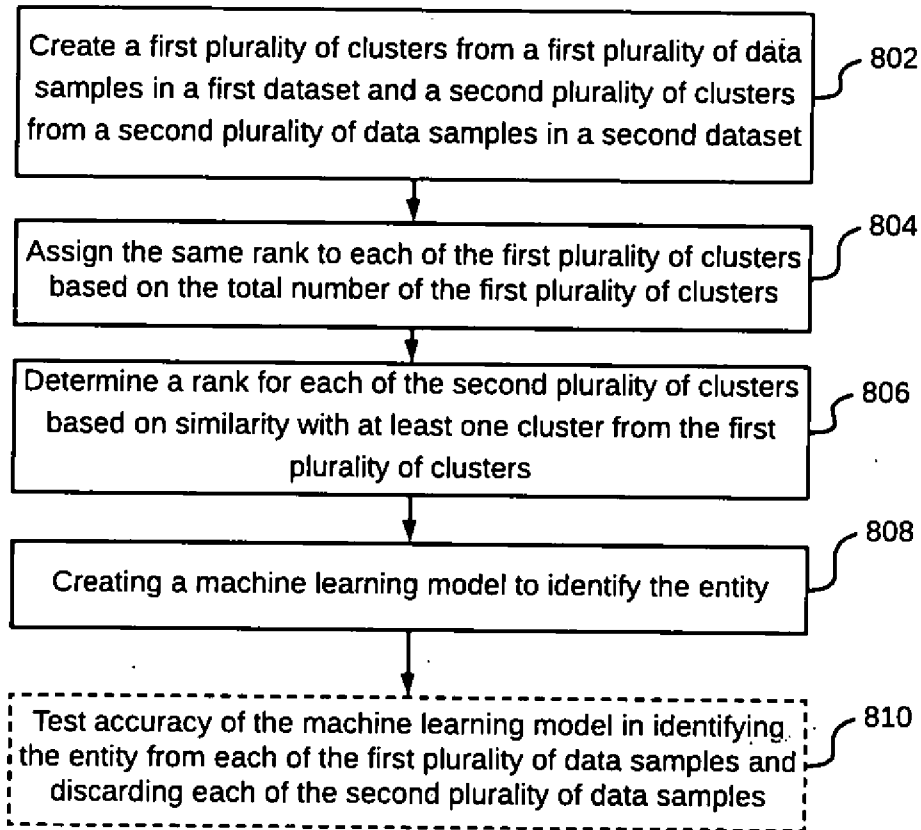 Create a first plurality of clusters from a first plurality of data
samples in a first dataset and a second plurality of clusters
from a second plurality of data samples in a second dataset
802
Assign the same rank to each of the first plurality of clusters
based on the total number of the first plurality of clusters
804
Determine a rank for each of the second plurality of clusters
based on similarity with at least one cluster from the first
plurality of clusters
806
Creating a machine learning model to identify the entity
808
Test accuracy of the machine learning model in identifying
the entity from each of the first plurality of data samples and
discarding each of the second plurality of data samples
810